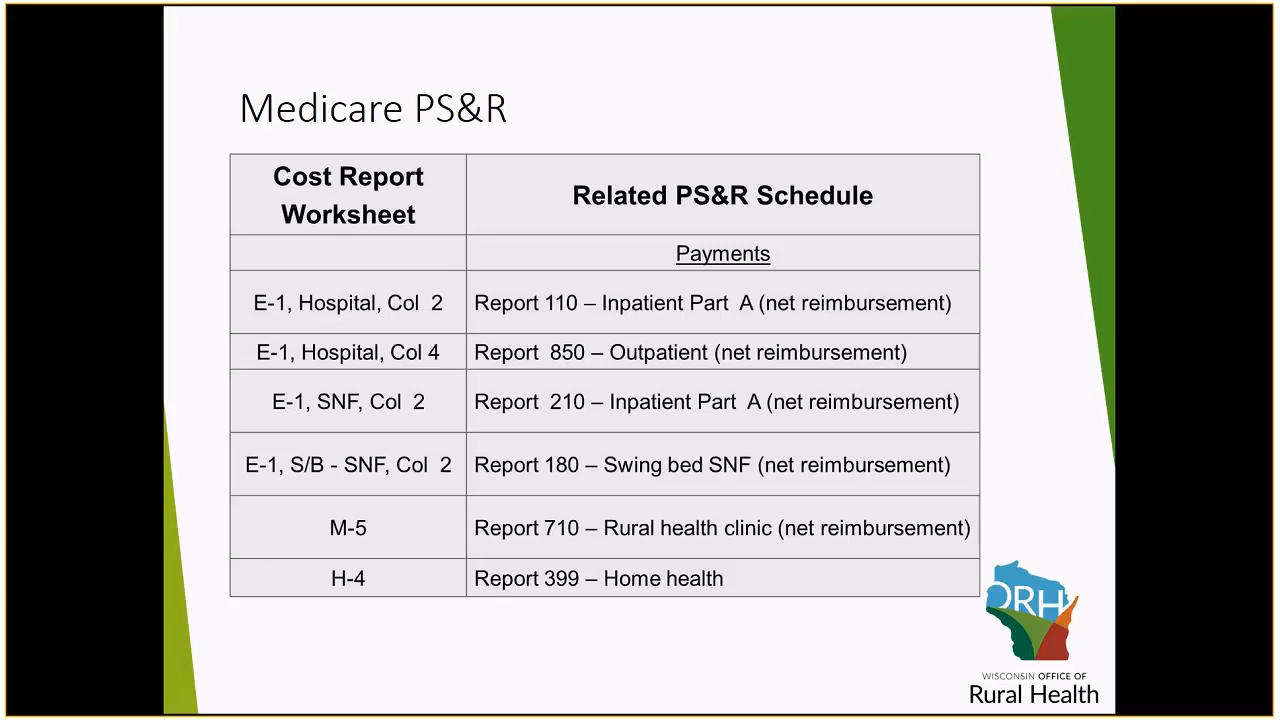 Medicare PS&R
Cost Report
Worksheet
Related PS&R Schedule
Payments
E-1, Hospital, Col 2
Report 110 – Inpatient Part A (net reimbursement)
E-1, Hospital, Col 4
Report 850 – Outpatient (net reimbursement)
E-1, SNF, Col 2
Report 210 – Inpatient Part A (net reimbursement)
E-1, S/B - SNF, Col 2
Report 180 – Swing bed SNF (net reimbursement)
M-5
Report 710 – Rural health clinic (net reimbursement)
H-4
Report 399 – Home health
ORH
WISCONSIN OFFICE OF
Rural Health